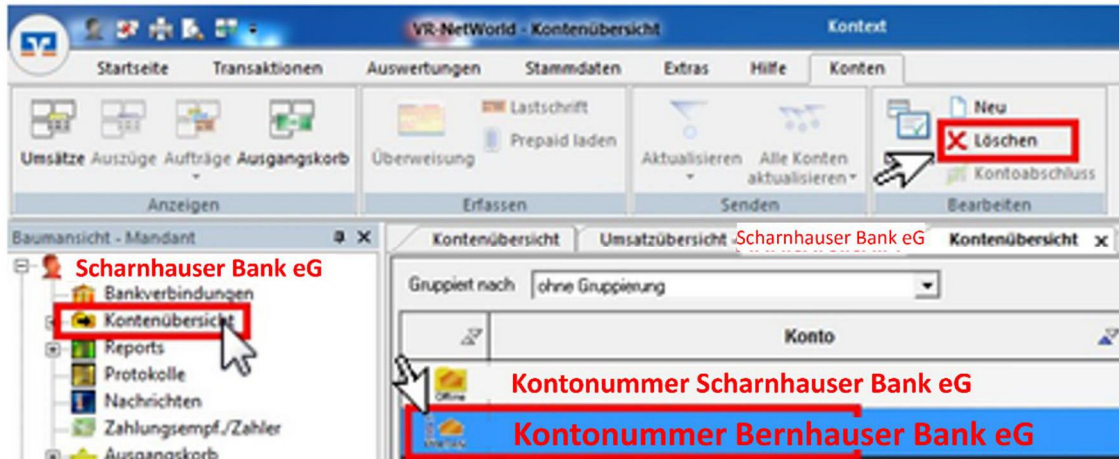 VR-NetWorld - Kontenübersicht
Kontext
Startseite Transaktionen Auswertungen Stammdaten Extras Hilfe Konten
Umsätze Auszüge Aufträge Ausgangskorb
Überweisung
Lastschrift
Prepaid laden
Aktualisieren
Alle Konten
aktualisieren
Neu
Löschen
Kontoabschluss
Anzeigen Erfassen Senden Bearbeiten
Baumansicht - Mandant
Scharnhauser Bank eG
Bankverbindungen
Kontenübersicht
Reports
Protokolle
Nachrichten
Zahlungsempf./Zahler
Ausgangskorb
Kontenübersicht Umsatzübersicht - Scharnhauser Bank eG Kontenübersicht x
Gruppiert nach ohne Gruppierung
Konto
Offline
Kontonummer Scharnhauser Bank eG
Kontonummer Bernhauser Bank eG